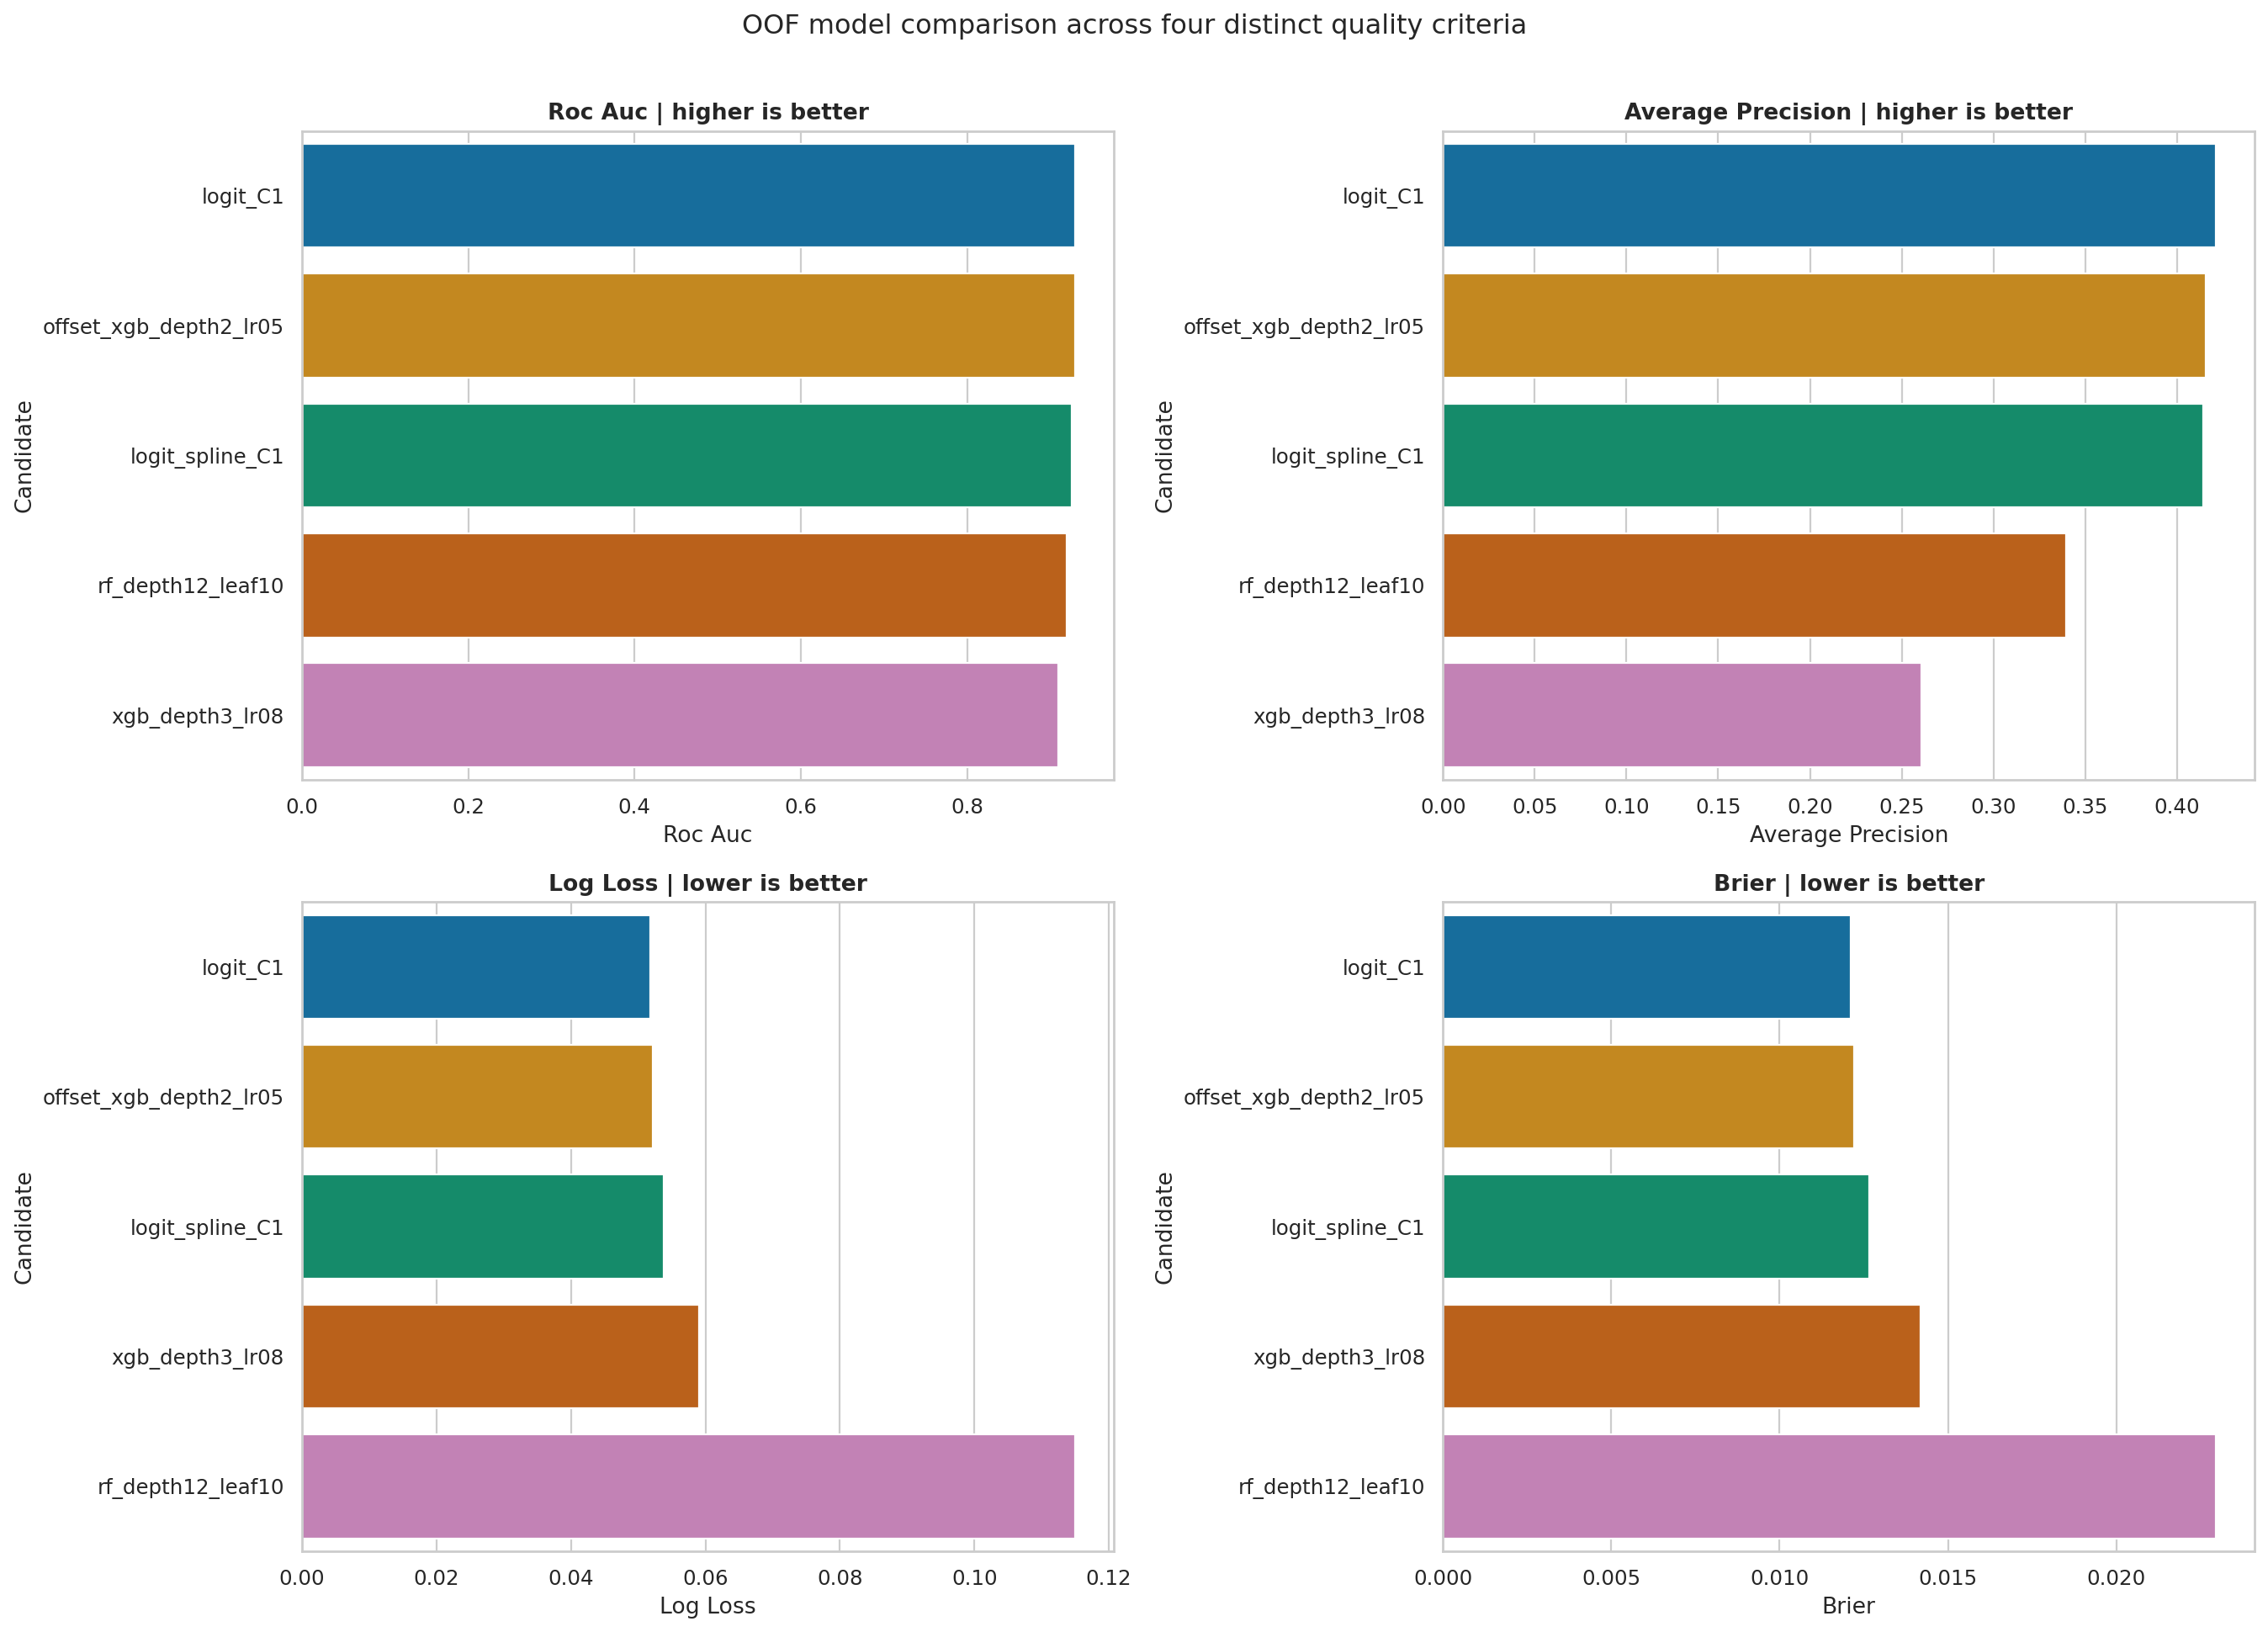 OOF model comparison across four distinct quality criteria
Roc Auc | higher is better
Candidate
logit_C1
offset_xgb_depth2_lr05
logit_spline_C1
rf_depth12_leaf10
xgb_depth3_lr08
0.0 0.2 0.4 0.6 0.8
Roc Auc
Average Precision | higher is better
Candidate
logit_C1
offset_xgb_depth2_lr05
logit_spline_C1
rf_depth12_leaf10
xgb_depth3_lr08
0.00 0.05 0.10 0.15 0.20 0.25 0.30 0.35 0.40
Average Precision
Log Loss | lower is better
Candidate
logit_C1
offset_xgb_depth2_lr05
logit_spline_C1
xgb_depth3_lr08
rf_depth12_leaf10
0.00 0.02 0.04 0.06 0.08 0.10 0.12
Log Loss
Brier | lower is better
Candidate
logit_C1
offset_xgb_depth2_lr05
logit_spline_C1
xgb_depth3_lr08
rf_depth12_leaf10
0.000 0.005 0.010 0.015 0.020
Brier